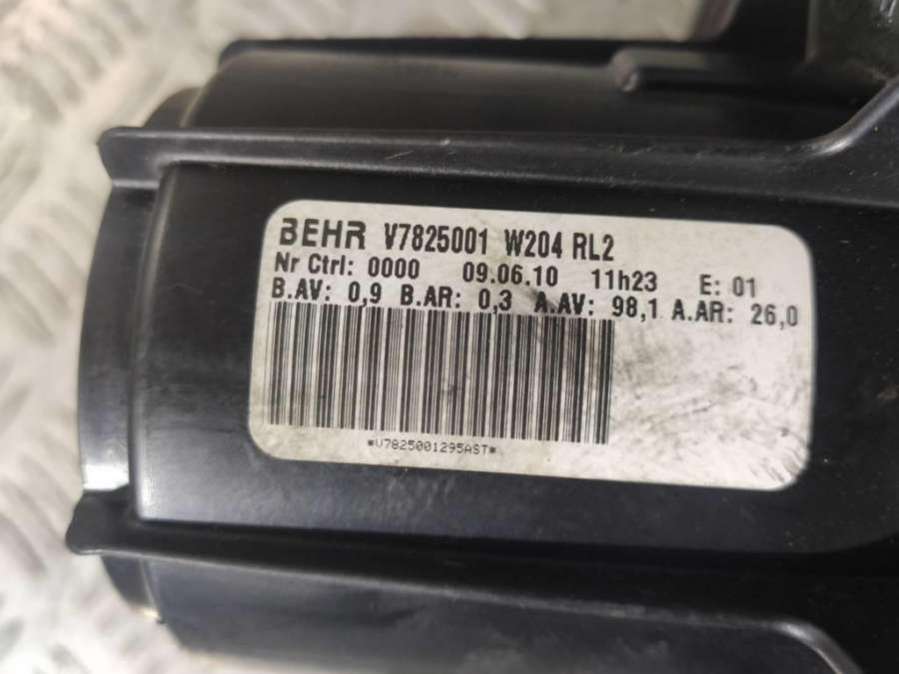 BEHR V7825001 W204 RL2
Nr Ctrl: 0000 09.06.10 11h23 E: 01
B.AV: 0,9 B.AR: 0,3 A.AV: 98,1 A.AR: 26,0
*V7825001295AST*